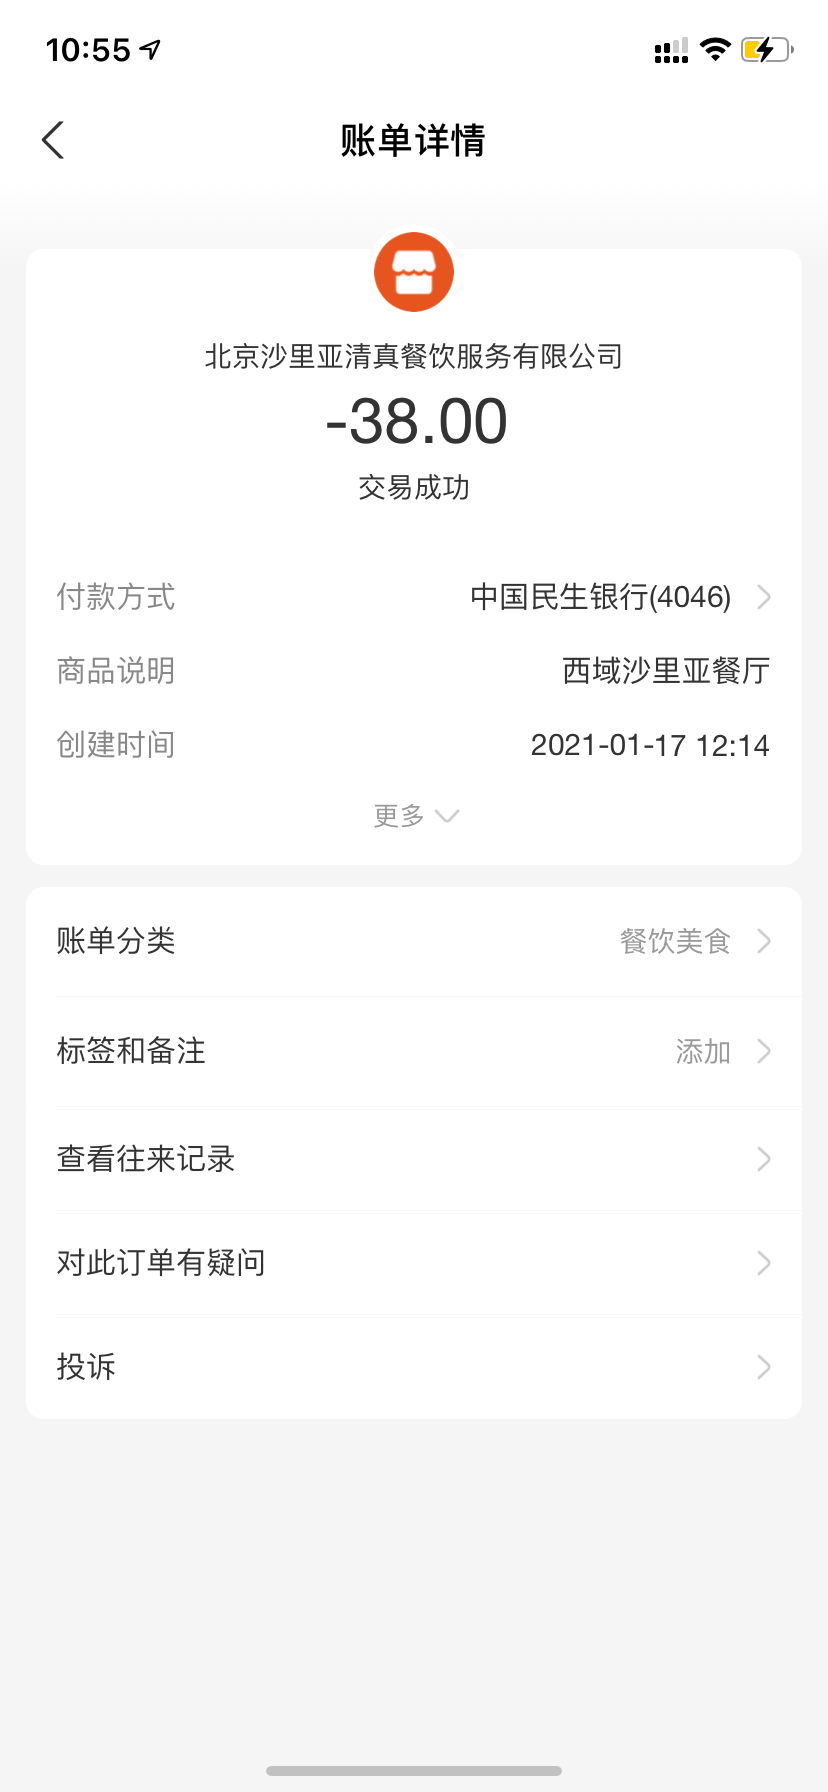 10:55
账单详情
北京沙里亚清真餐饮服务有限公司
-38.00
交易成功
付款方式 中国民生银行(4046)
商品说明 西域沙里亚餐厅
创建时间 2021-01-17 12:14
更多
账单分类 餐饮美食
标签和备注 添加
查看往来记录
对此订单有疑问
投诉